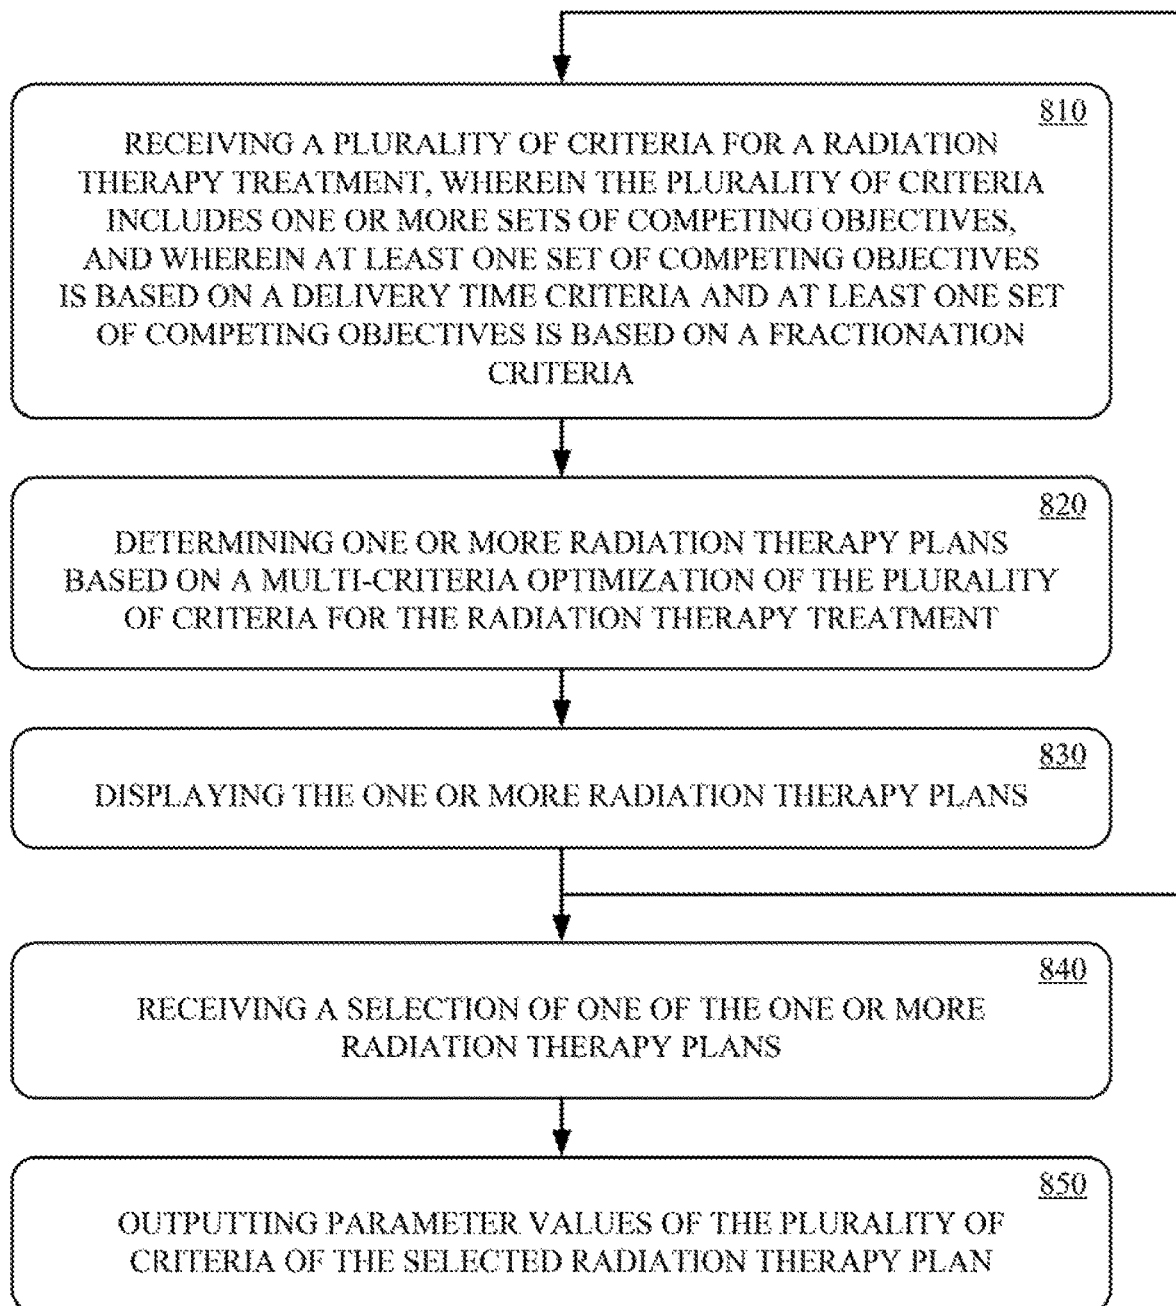 810
RECEIVING A PLURALITY OF CRITERIA FOR A RADIATION
THERAPY TREATMENT, WHEREIN THE PLURALITY OF CRITERIA
INCLUDES ONE OR MORE SETS OF COMPETING OBJECTIVES,
AND WHEREIN AT LEAST ONE SET OF COMPETING OBJECTIVES
IS BASED ON A DELIVERY TIME CRITERIA AND AT LEAST ONE SET
OF COMPETING OBJECTIVES IS BASED ON A FRACTIONATION
CRITERIA
820
DETERMINING ONE OR MORE RADIATION THERAPY PLANS
BASED ON A MULTI-CRITERIA OPTIMIZATION OF THE PLURALITY
OF CRITERIA FOR THE RADIATION THERAPY TREATMENT
830
DISPLAYING THE ONE OR MORE RADIATION THERAPY PLANS
840
RECEIVING A SELECTION OF ONE OF THE ONE OR MORE
RADIATION THERAPY PLANS
850
OUTPUTTING PARAMETER VALUES OF THE PLURALITY OF
CRITERIA OF THE SELECTED RADIATION THERAPY PLAN